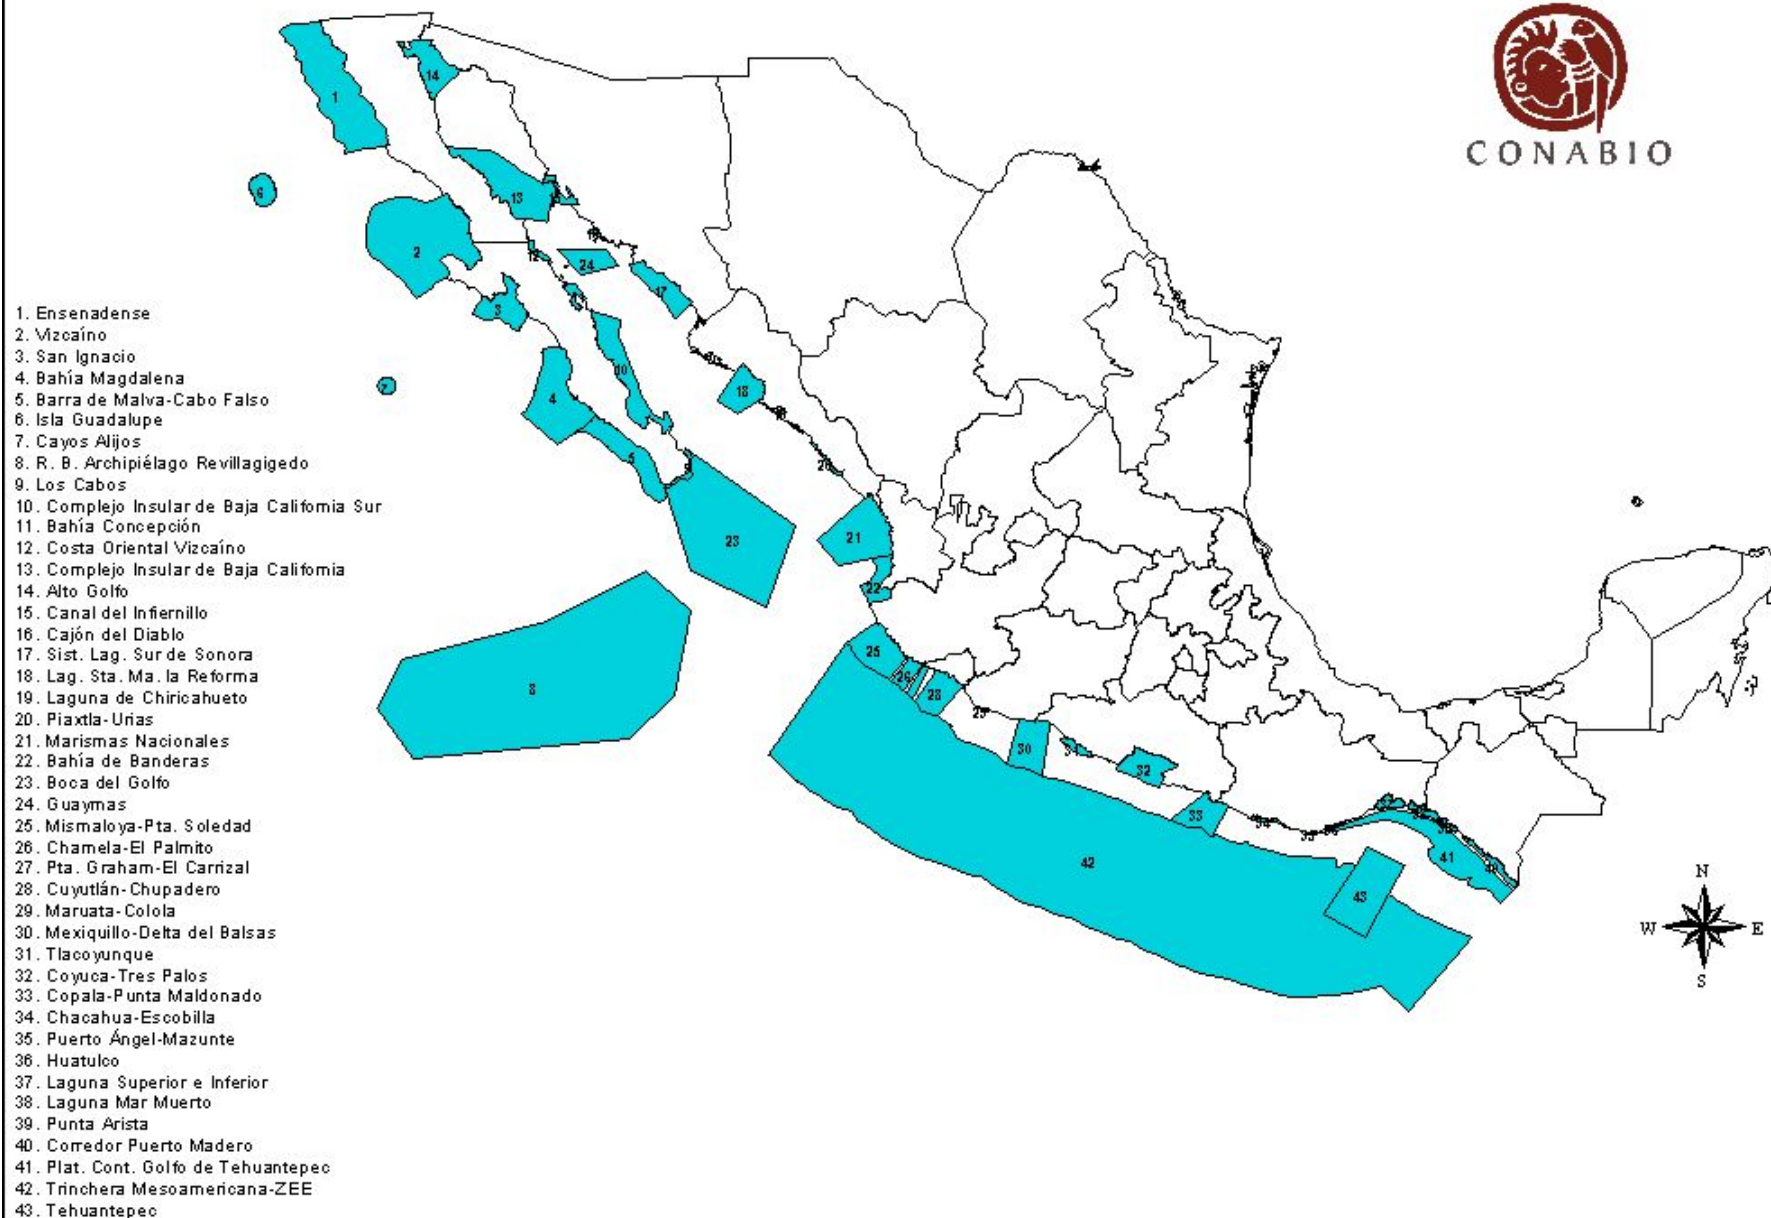 CONABIO
1. Ensenadense
2. Vizcaíno
3. San Ignacio
4. Bahía Magdalena
5. Barra de Malva-Cabo Falso
6. Isla Guadalupe
7. Cayos Alijos
8. R. B. Archipiélago Revillagigedo
9. Los Cabos
10. Complejo Insular de Baja California Sur
11. Bahía Concepción
12. Costa Oriental Vizcaíno
13. Complejo Insular de Baja California
14. Alto Golfo
15. Canal del Infiernillo
16. Cajón del Diablo
17. Sist. Lag. Sur de Sonora
18. Lag. Sta. Ma. la Reforma
19. Laguna de Chiricahueto
20. Piaxtla-Urias
21. Marismas Nacionales
22. Bahía de Banderas
23. Boca del Golfo
24. Guaymas
25. Mismaloya-Pta. Soledad
26. Chamela-El Palmito
27. Pta. Graham-El Carrizal
28. Cuyutlán-Chupadero
29. Maruata-Colola
30. Mexiquillo-Delta del Balsas
31. Tlacoyunque
32. Coyuca-Tres Palos
33. Copala-Punta Maldonado
34. Chacahua-Escobilla
35. Puerto Ángel-Mazunte
36. Huatulco
37. Laguna Superior e Inferior
38. Laguna Mar Muerto
39. Punta Arista
40. Corredor Puerto Madero
41. Plat. Cont. Golfo de Tehuantepec
42. Trinchera Mesoamericana-ZEE
43. Tehuantepec
1
14
6
13
2
12
24
17
3
7
10
18
4
5
20
23
21
22
8
25
26
28
29
30
31
32
33
34
42
41
43
N
W E
S